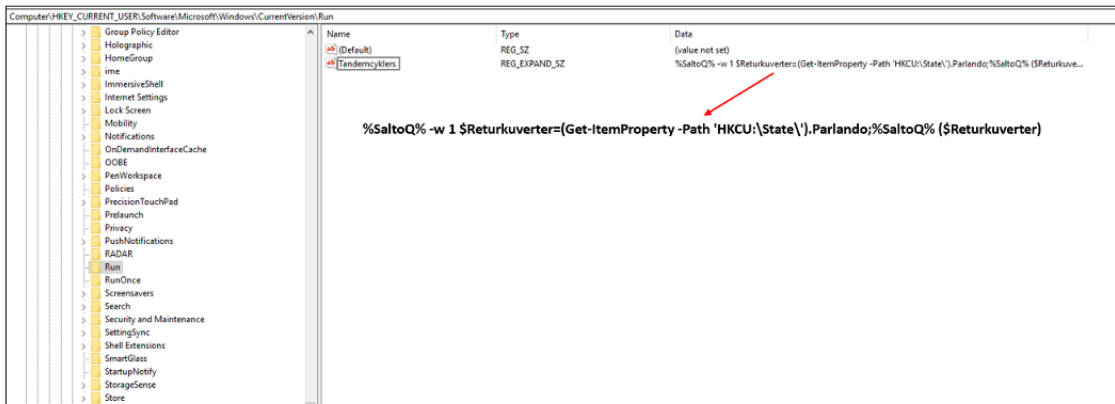 Computer\HKEY_CURRENT_USER\Software\Microsoft\Windows\CurrentVersion\Run
Group Policy Editor
Holographic
HomeGroup
ime
ImmersiveShell
Internet Settings
Lock Screen
Mobility
Notifications
OnDemandInterfaceCache
OOBE
PenWorkspace
Policies
PrecisionTouchPad
Prelaunch
Privacy
PushNotifications
RADAR
Run
RunOnce
Screensavers
Search
Security and Maintenance
SettingSync
Shell Extensions
SmartGlass
StartupNotify
StorageSense
Store
Name Type Data
ab (Default) REG_SZ (value not set)
ab Tandemcyklers REG_EXPAND_SZ %SaltoQ% -w 1 $Returkuverter=(Get-ItemProperty -Path 'HKCU:\State\').Parlando;%SaltoQ% ($Returkuve...
%SaltoQ% -w 1 $Returkuverter=(Get-ItemProperty -Path 'HKCU:\State\').Parlando;%SaltoQ% ($Returkuverter)